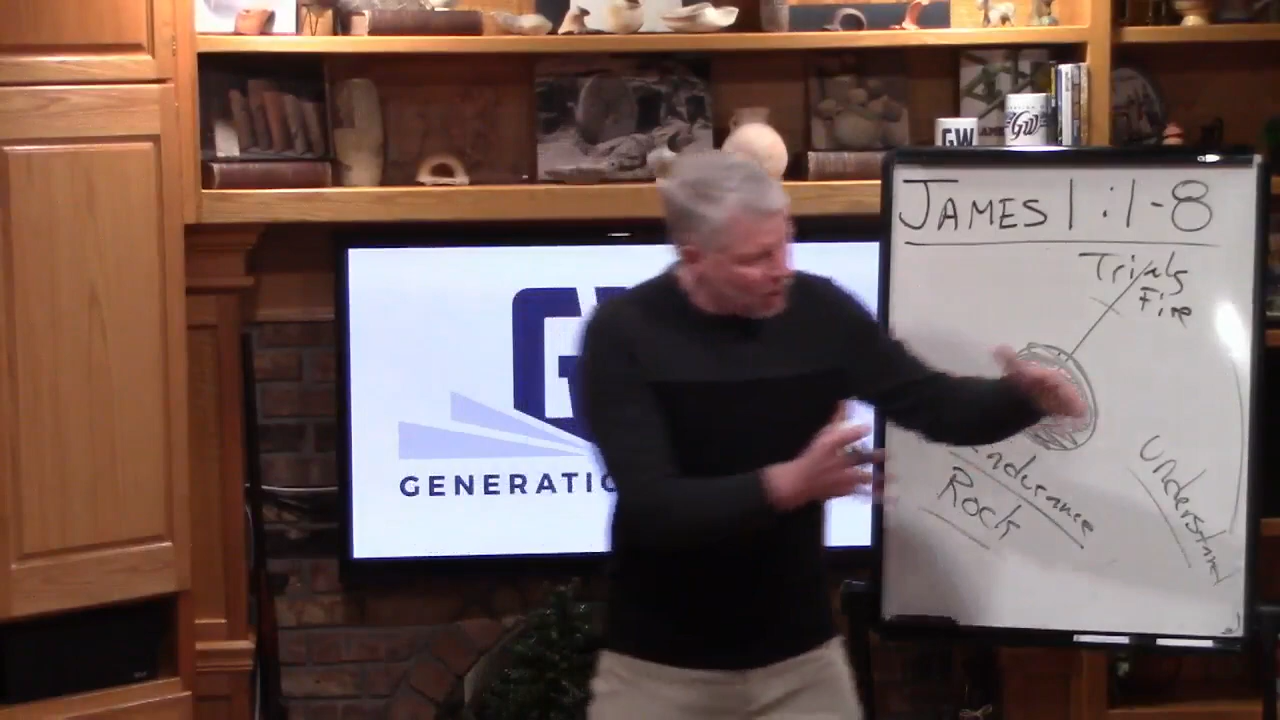 GW
GW
JAMES 1:1-8
Trials
Fire
Endurance
Rock
Understand
G
GENERATIO